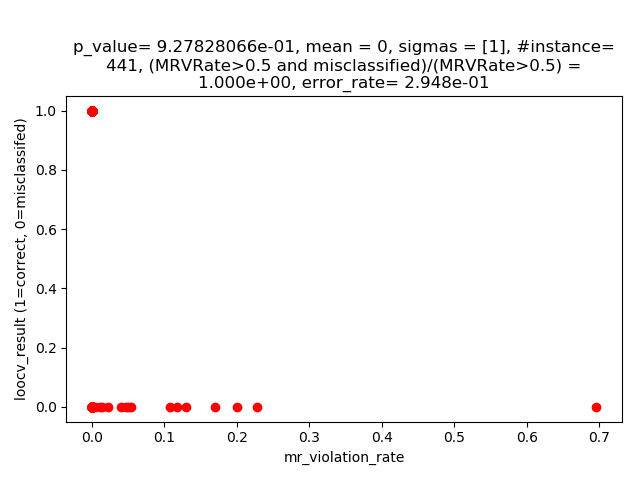 p_value= 9.27828066e-01, mean = 0, sigmas = [1], #instance=
441, (MRVRate>0.5 and misclassified)/(MRVRate>0.5) =
1.000e+00, error_rate= 2.948e-01
loocv_result (1=correct, 0=misclassifed)
1.0
0.8
0.6
0.4
0.2
0.0
0.0 0.1 0.2 0.3 0.4 0.5 0.6 0.7
mr_violation_rate